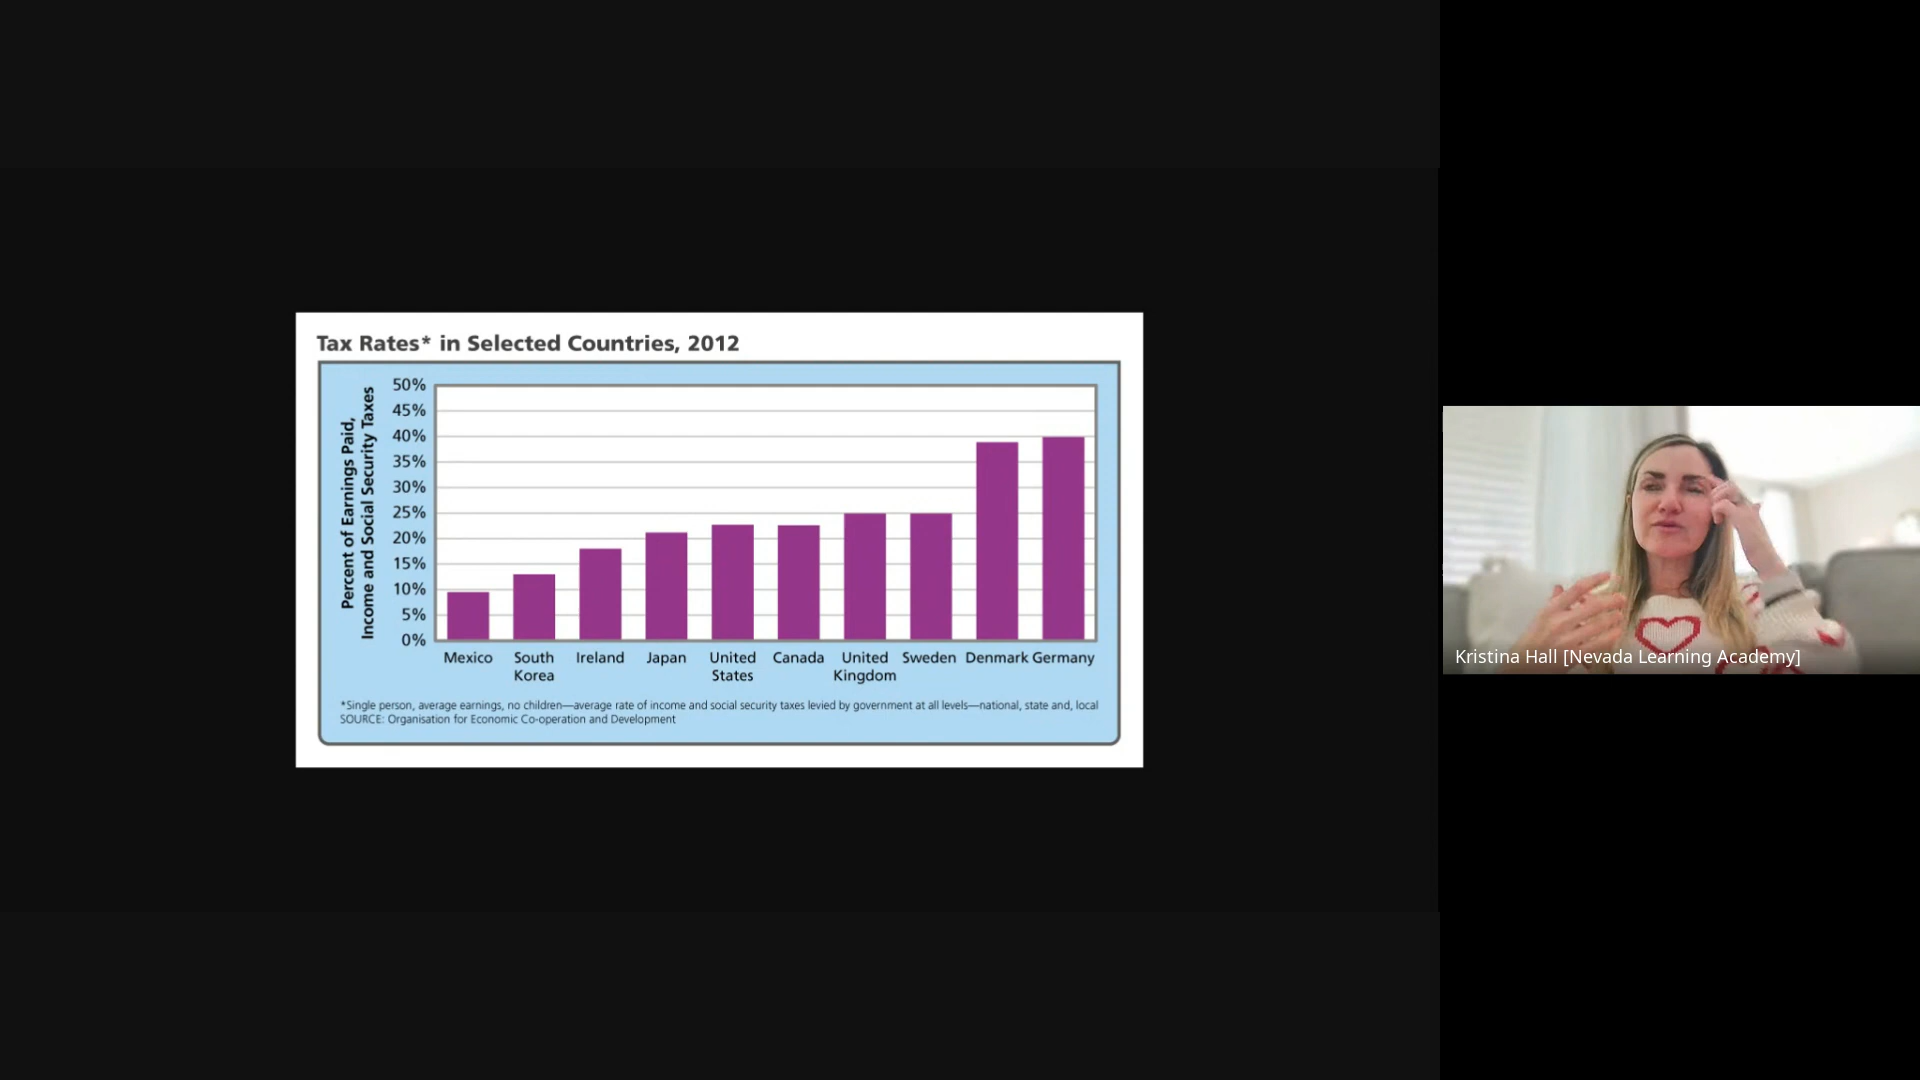 Tax Rates* in Selected Countries, 2012
Percent of Earnings Paid,
Income and Social Security Taxes
50%
45%
40%
35%
30%
25%
20%
15%
10%
5%
0%
Mexico South Korea Ireland Japan United States Canada United Kingdom Sweden Denmark Germany
*Single person, average earnings, no children—average rate of income and social security taxes levied by government at all levels—national, state and, local
SOURCE: Organisation for Economic Co-operation and Development
Kristina Hall [Nevada Learning Academy]